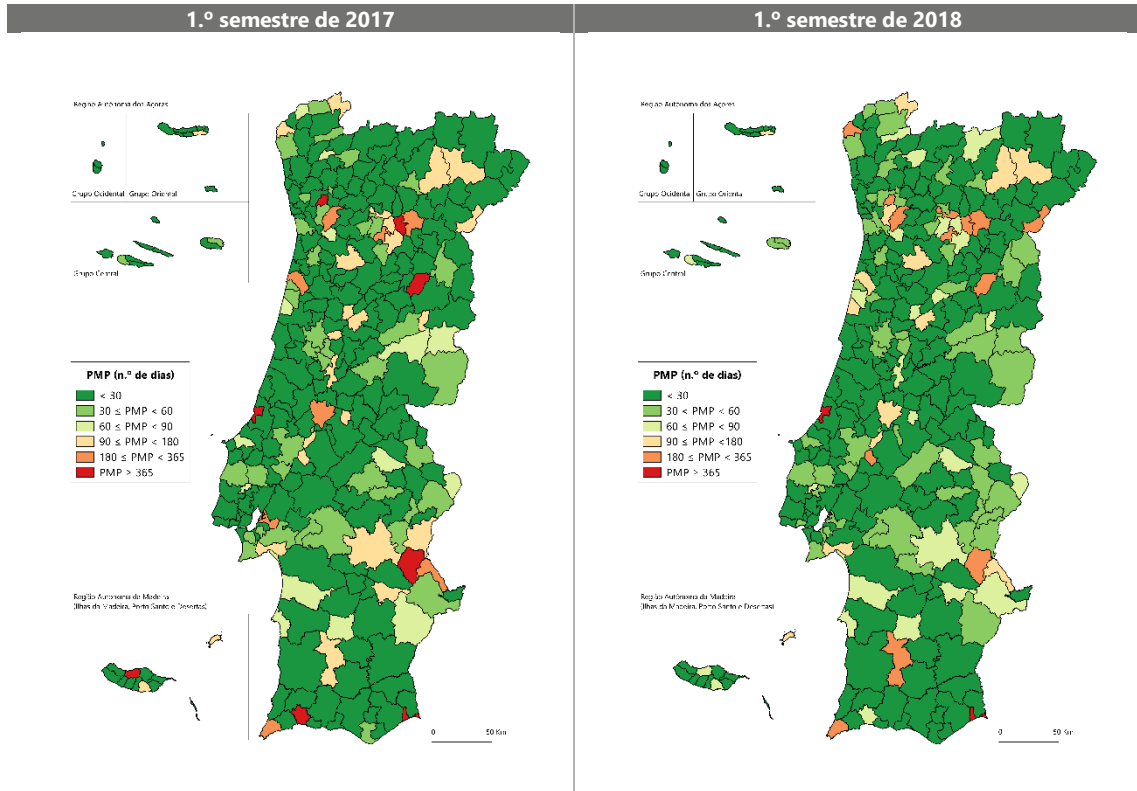 1.º semestre de 2017
1.º semestre de 2018
Região Autónoma dos Açores
Grupo Ocidental Grupo Oriental
Grupo Central
PMP (n.º de dias)
< 30
30 ≤ PMP < 60
60 ≤ PMP < 90
90 ≤ PMP < 180
180 ≤ PMP < 365
PMP > 365
Região Autónoma da Madeira
(Ilhas da Madeira, Porto Santo e Desertas)
0 50 Km
Região Autónoma dos Açores
Grupo Ocidenta Grupo Orienta
Grupo Central
PMP (n.º de dias)
< 30
30 < PMP < 60
60 ≤ PMP < 90
90 ≤ PMP <180
180 ≤ PMP < 365
PMP > 365
Região Autónoma da Madeira
(Ilhas da Madeira, Porto Santo e Desertas)
0 50 Km